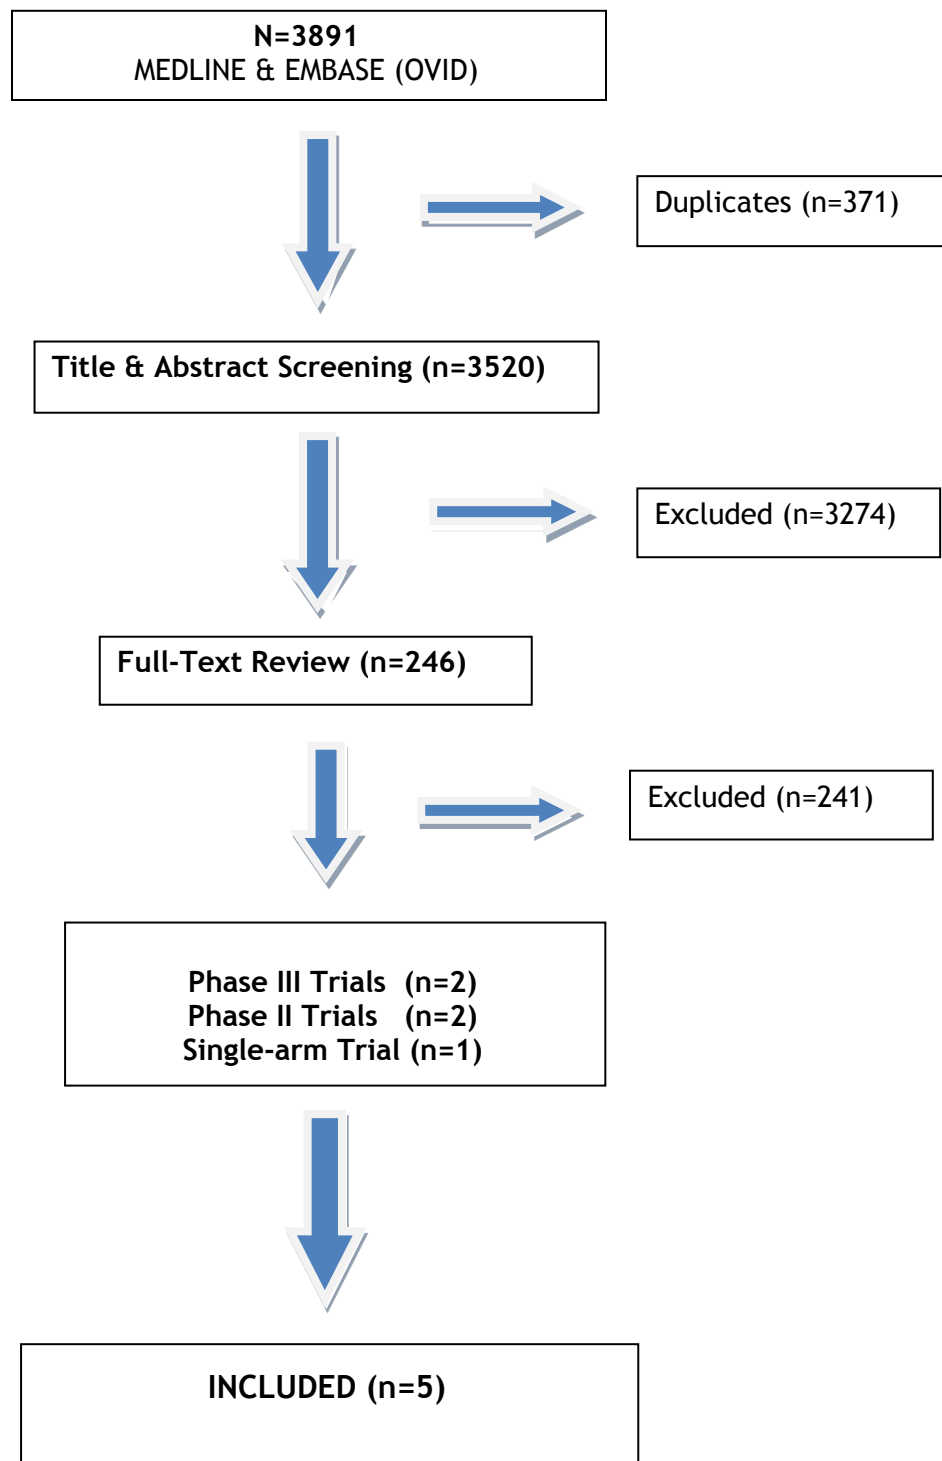 N=3891
MEDLINE & EMBASE (OVID)
Duplicates (n=371)
Title & Abstract Screening (n=3520)
Excluded (n=3274)
Full-Text Review (n=246)
Excluded (n=241)
Phase III Trials (n=2)
Phase II Trials (n=2)
Single-arm Trial (n=1)
INCLUDED (n=5)